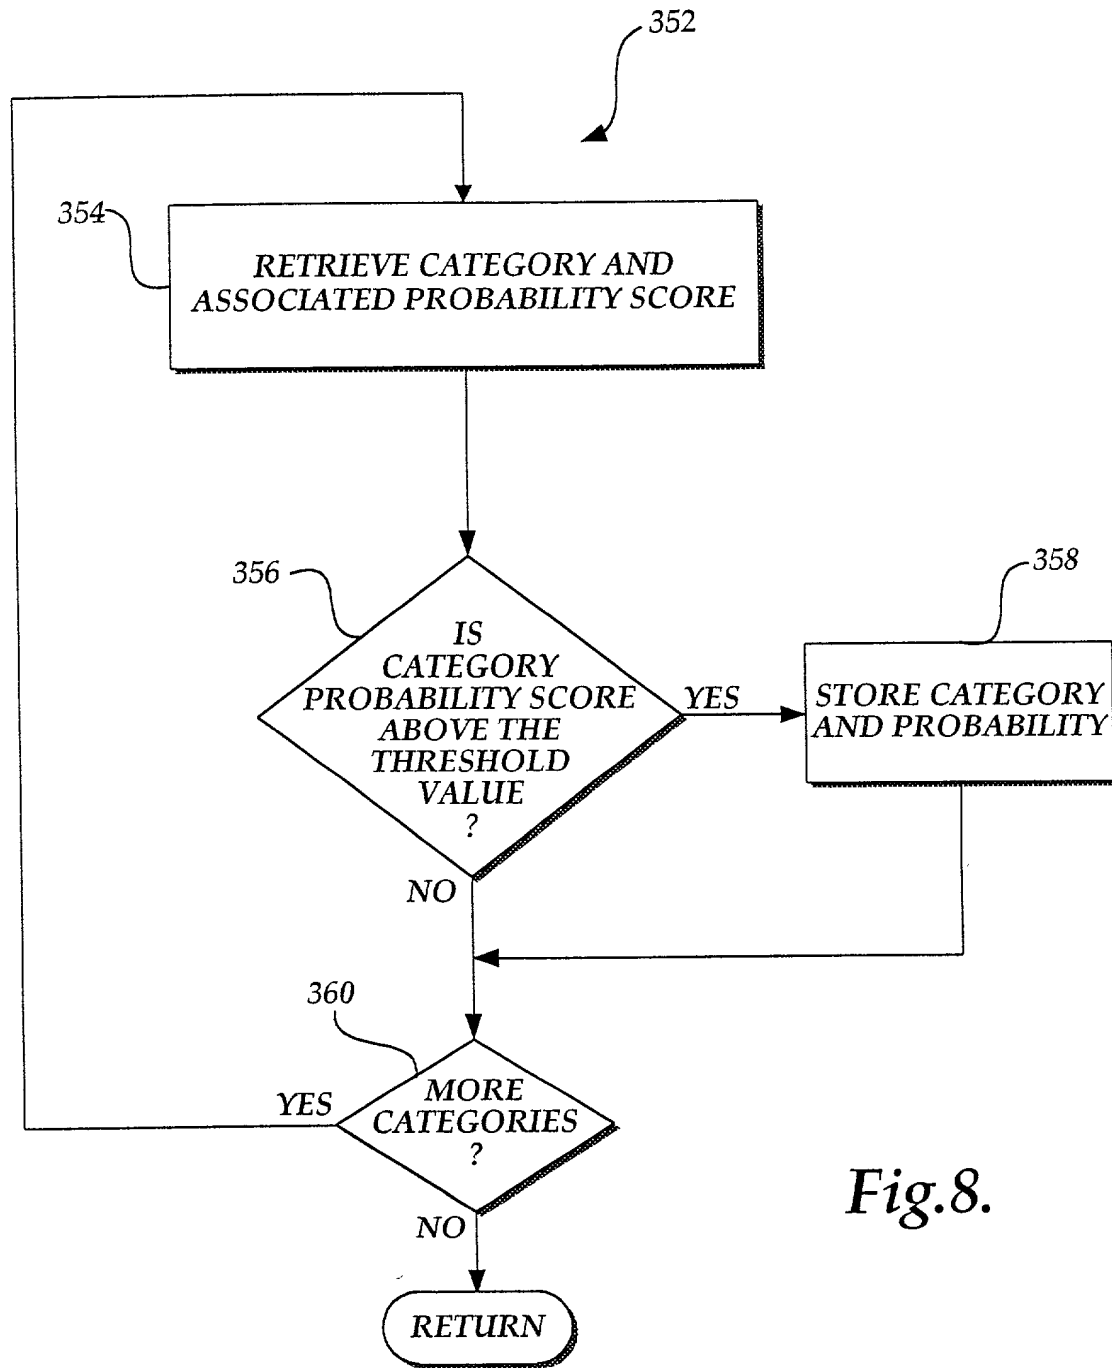 352
354
RETRIEVE CATEGORY AND
ASSOCIATED PROBABILITY SCORE
356
IS
CATEGORY
PROBABILITY SCORE
ABOVE THE
THRESHOLD
VALUE
?
YES
358
STORE CATEGORY
AND PROBABILITY
NO
360
MORE
CATEGORIES
?
YES
NO
RETURN
Fig.8.